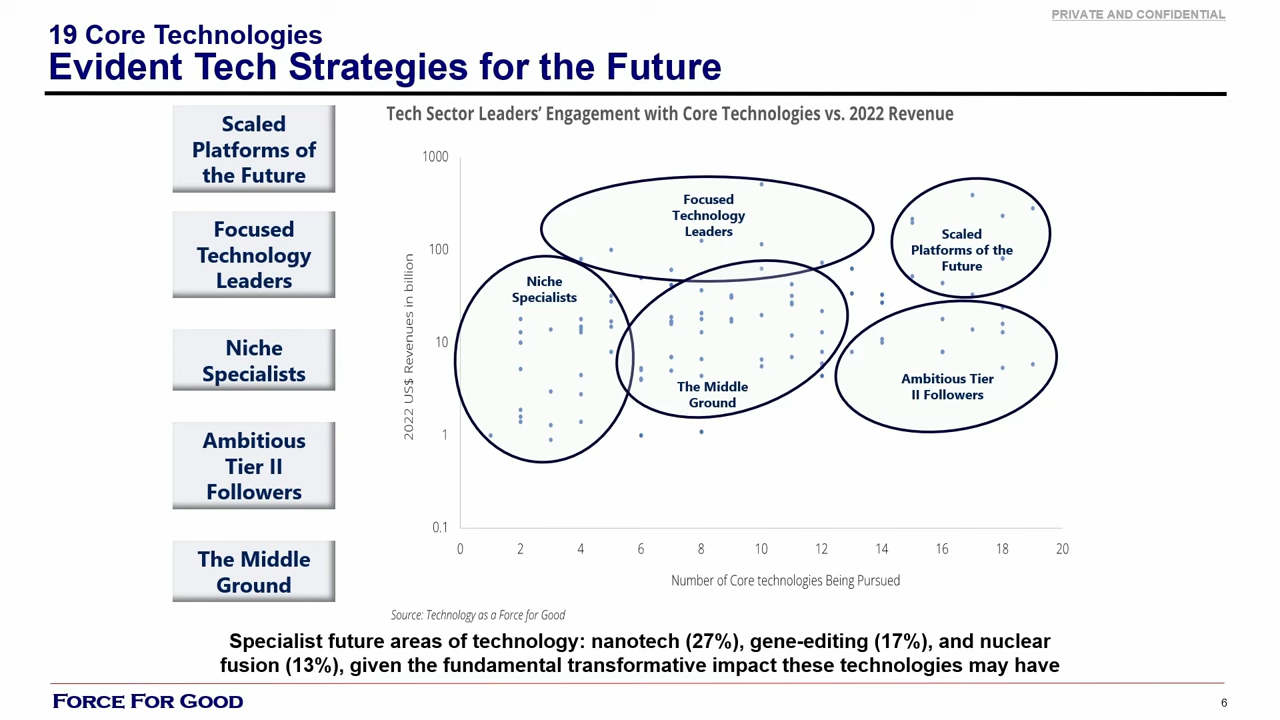 PRIVATE AND CONFIDENTIAL
19 Core Technologies
Evident Tech Strategies for the Future
Scaled
Platforms of
the Future
Focused
Technology
Leaders
Niche
Specialists
Ambitious
Tier II
Followers
The Middle
Ground
Tech Sector Leaders’ Engagement with Core Technologies vs. 2022 Revenue
2022 US$ Revenues in billion
1000
100
10
1
0.1
Focused
Technology
Leaders
Scaled
Platforms of the
Future
Niche
Specialists
The Middle
Ground
Ambitious Tier
II Followers
0 2 4 6 8 10 12 14 16 18 20
Number of Core technologies Being Pursued
Source: Technology as a Force for Good
Specialist future areas of technology: nanotech (27%), gene-editing (17%), and nuclear
fusion (13%), given the fundamental transformative impact these technologies may have
FORCE FOR GOOD
6